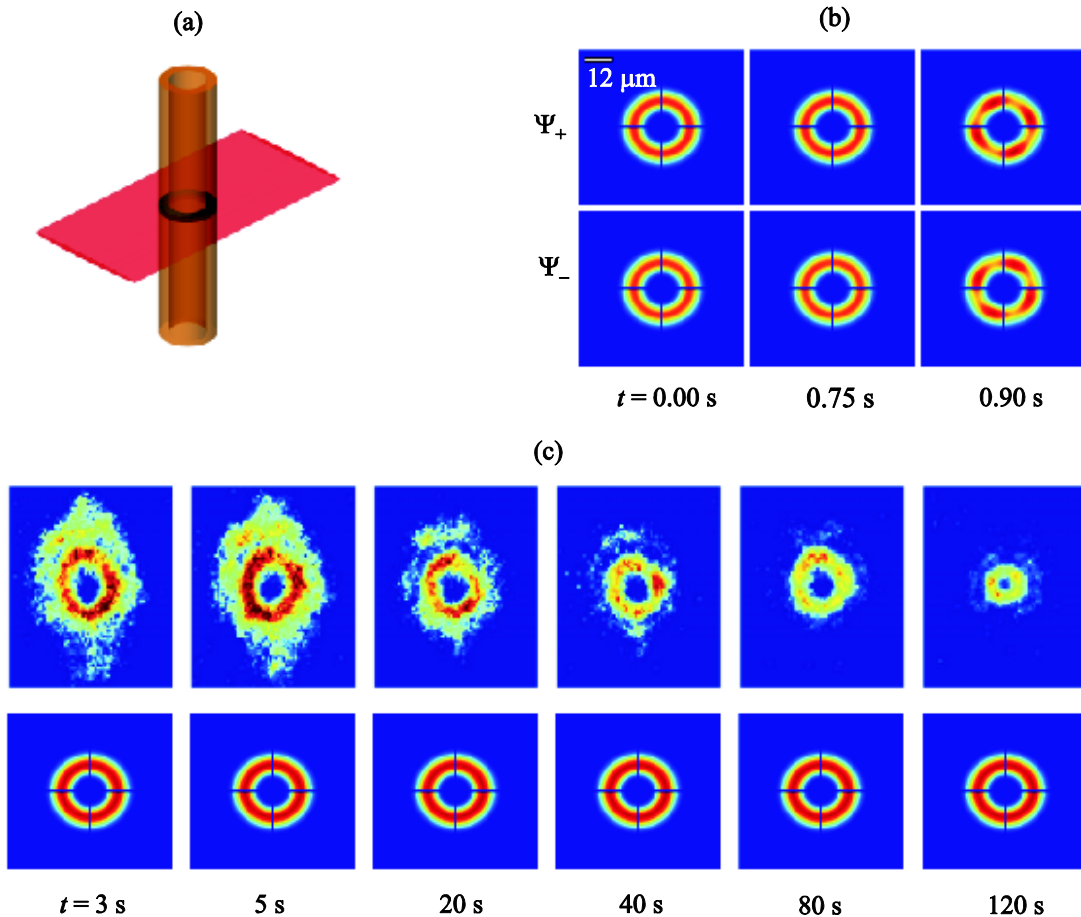 (a)
(b)
12 μm
Ψ+
Ψ−
t = 0.00 s 0.75 s 0.90 s
(c)
t = 3 s 5 s 20 s 40 s 80 s 120 s